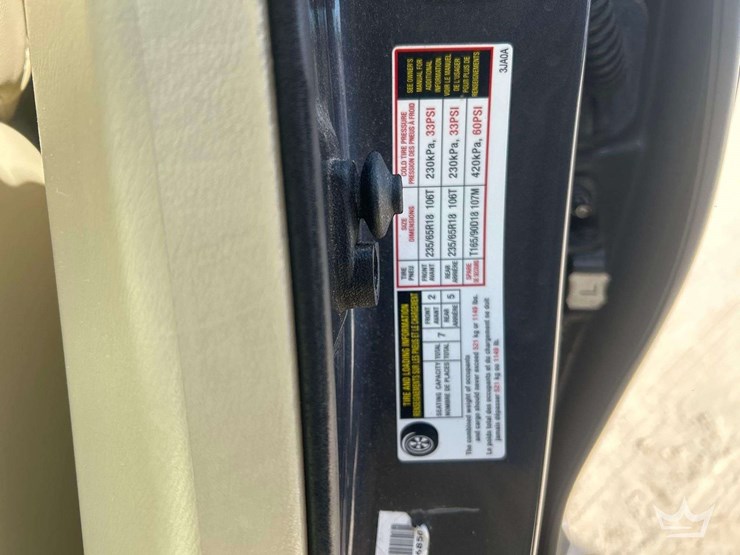 TIRE AND LOADING INFORMATION
RENSEIGNEMENTS SUR LES PNEUS ET LE CHARGEMENT
SEATING CAPACITY TOTAL 7 FRONT 2
NOMBRE DE PLACES TOTAL AVANT
REAR 5
ARRIÈRE
The combined weight of occupants
and cargo should never exceed 521 kg or 1148 lbs.
Le poids total des occupants et du chargement ne doit
jamais dépasser 521 kg ou 1148 lb.
TIRE SIZE COLD TIRE PRESSURE
PNEU DIMENSIONS PRESSION DES PNEUS À FROID
FRONT
AVANT 235/65R18 106T 230kPa, 33PSI
REAR
ARRIÈRE 235/65R18 106T 230kPa, 33PSI
SPARE
DE SECOURS T165/90D18 107M 420kPa, 60PSI
SEE OWNER'S
MANUAL FOR
ADDITIONAL
INFORMATION
VOIR LE MANUEL
DE L'USAGER
POUR PLUS DE
RENSEIGNEMENTS
3JA0A